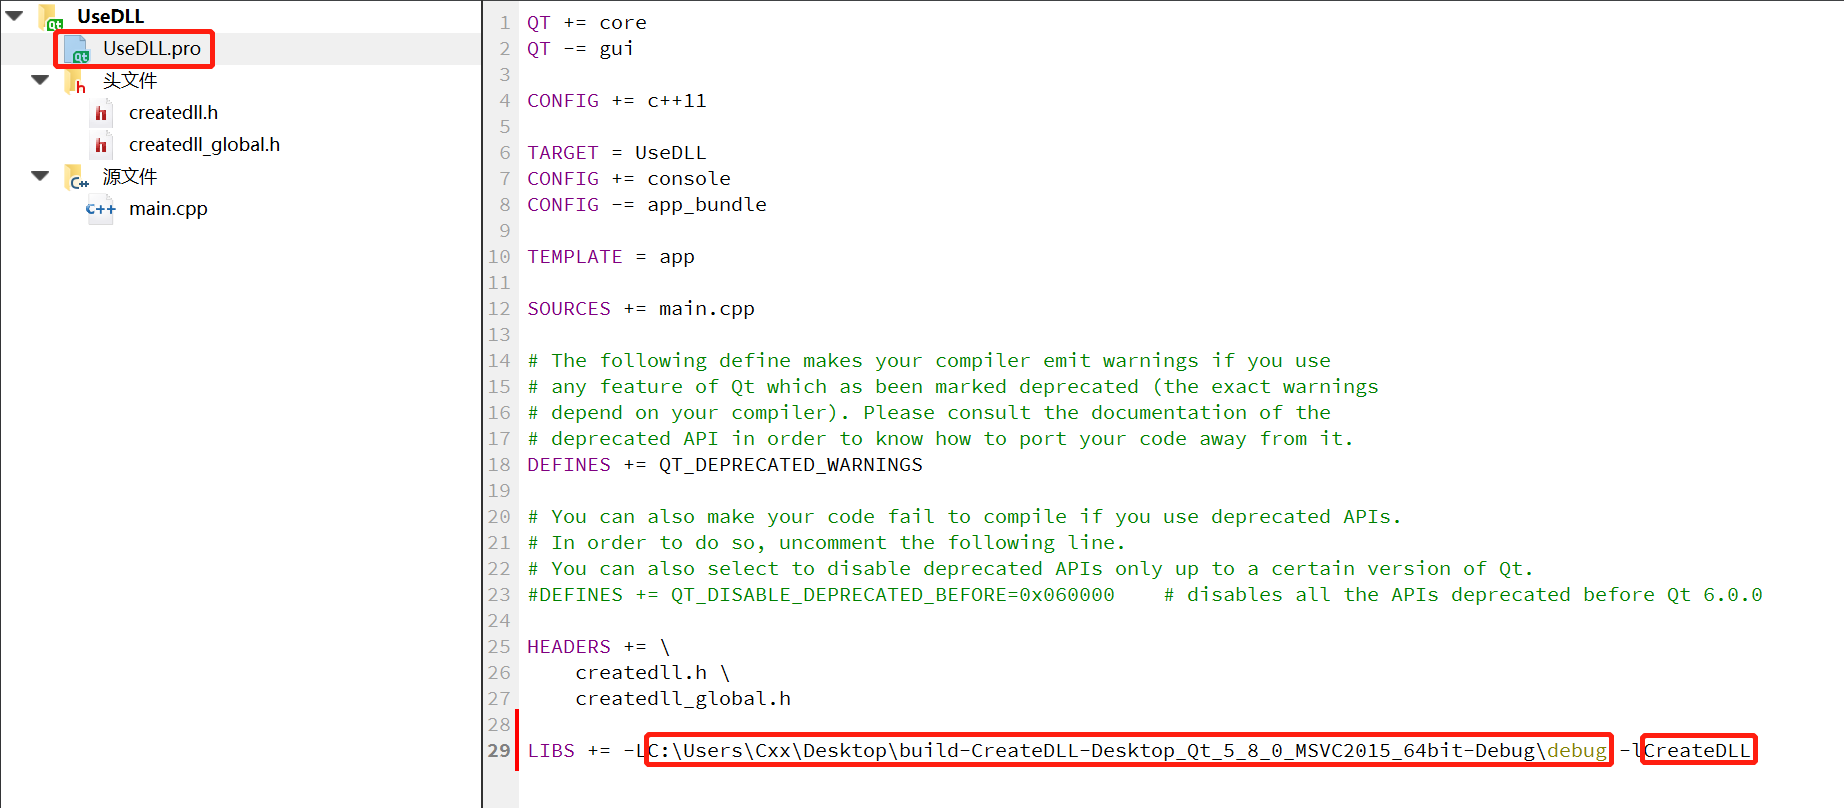 UseDLL
UseDLL.pro
头文件
createdll.h
createdll_global.h
源文件
main.cpp
1 QT += core
2 QT -= gui
3
4 CONFIG += c++11
5
6 TARGET = UseDLL
7 CONFIG += console
8 CONFIG -= app_bundle
9
10 TEMPLATE = app
11
12 SOURCES += main.cpp
13
14 # The following define makes your compiler emit warnings if you use
15 # any feature of Qt which as been marked deprecated (the exact warnings
16 # depend on your compiler). Please consult the documentation of the
17 # deprecated API in order to know how to port your code away from it.
18 DEFINES += QT_DEPRECATED_WARNINGS
19
20 # You can also make your code fail to compile if you use deprecated APIs.
21 # In order to do so, uncomment the following line.
22 # You can also select to disable deprecated APIs only up to a certain version of Qt.
23 #DEFINES += QT_DISABLE_DEPRECATED_BEFORE=0x060000    # disables all the APIs deprecated before Qt 6.0.0
24
25 HEADERS += \
26     createdll.h \
27     createdll_global.h
28
29 LIBS += -LC:\Users\Cxx\Desktop\build-CreateDLL-Desktop_Qt_5_8_0_MSVC2015_64bit-Debug\debug -lCreateDLL